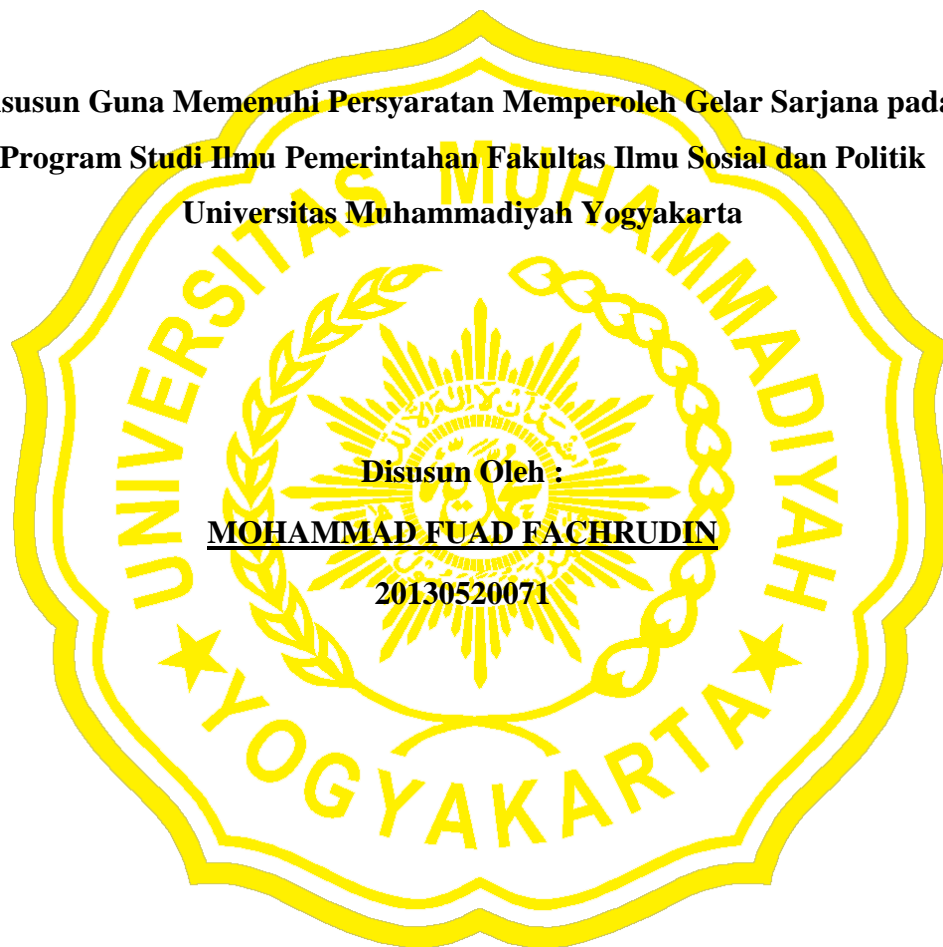 susun Guna Memenuhi Persyaratan Memperoleh Gelar Sarjana pada
Program Studi Ilmu Pemerintahan Fakultas Ilmu Sosial dan Politik
Universitas Muhammadiyah Yogyakarta
UNIVERSITAS MUHAMMADIYAH
Disusun Oleh :
MOHAMMAD FUAD FACHRUDIN
20130520071
★ YOGYAKARTA ★